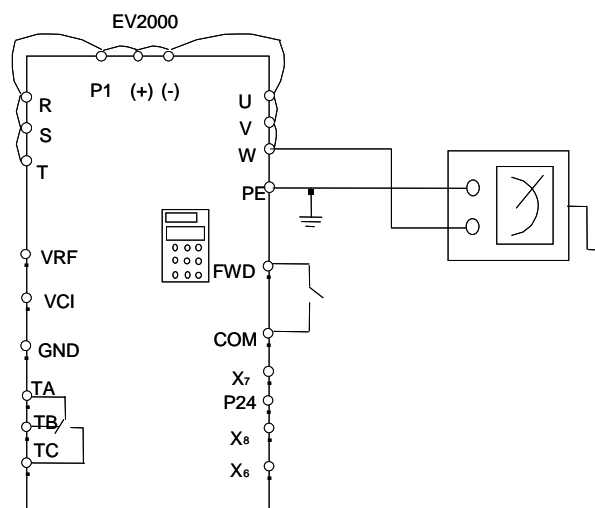 EV2000
P1 (+) (-)
R
S
T
U
V
W
PE
VRF
VCI
GND
TA
TB
TC
FWD
COM
X7
P24
X8
X6